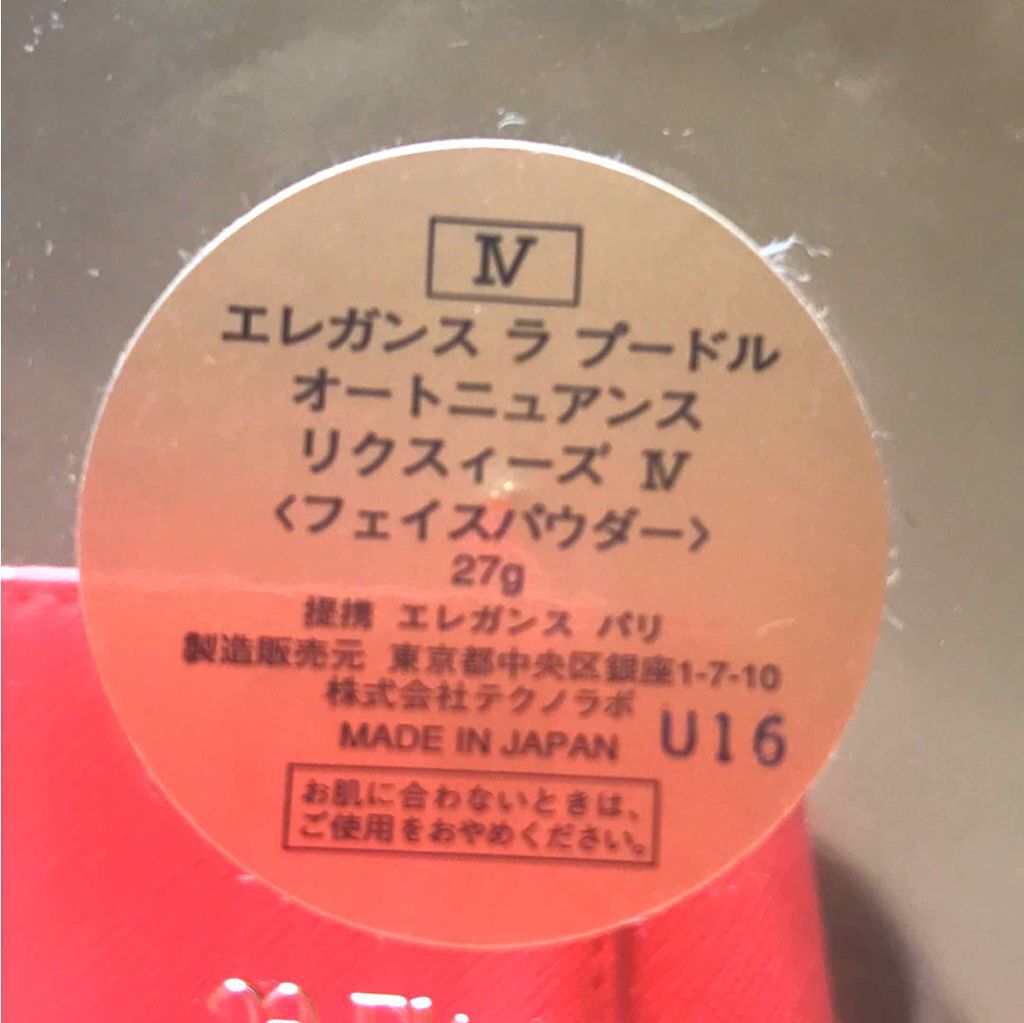 Ⅳ
エレガンス ラ プードル
オートニュアンス
リクスィーズ Ⅳ
〈フェイスパウダー〉
27g
提携 エレガンス パリ
製造販売元 東京都中央区銀座1-7-10
株式会社テクノラボ
MADE IN JAPAN U16
お肌に合わないときは、
ご使用をおやめください。